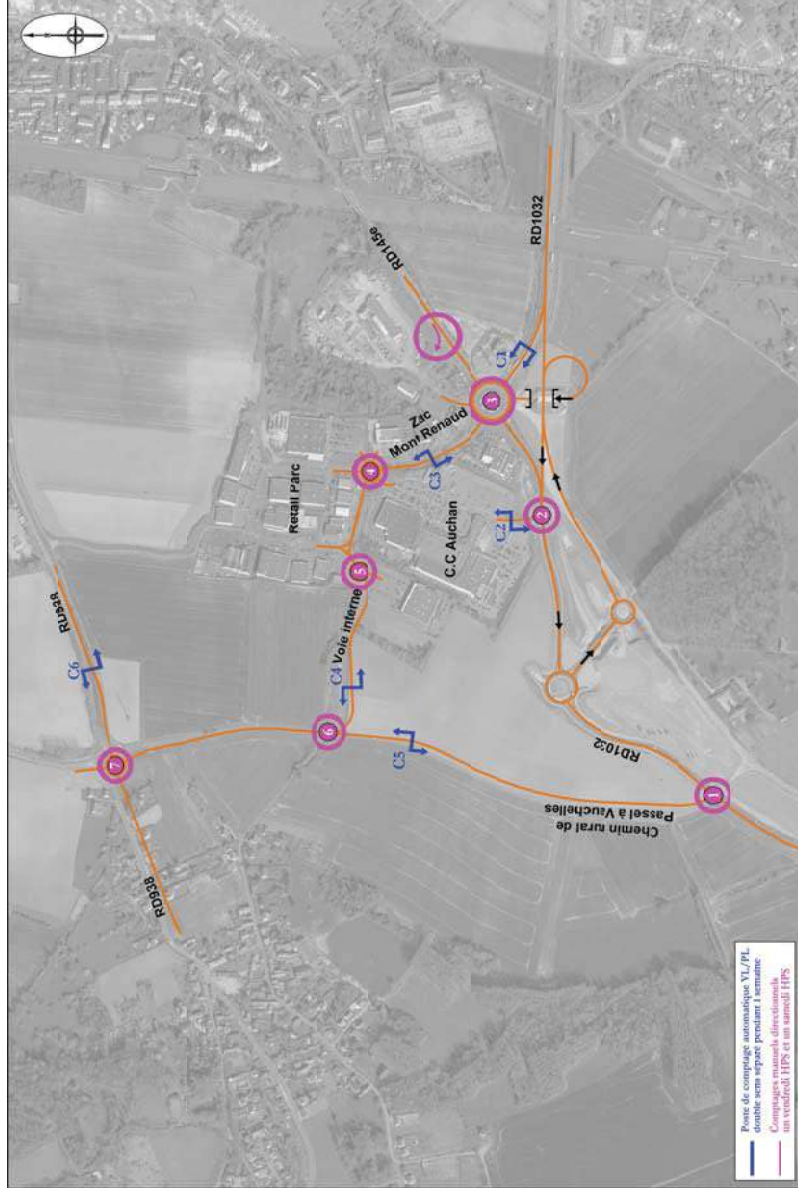 RD145e
RD1032
C1
3
Zac
Mont Renaud
C3
4
Retail Parc
C2
2
C.C Auchan
5
Voie interne
C4
RD938
C6
6
C5
7
RD1032
1
Chemin rural de
Passel à Vauchelles
RD938
Poste de comptage automatique VL/PL
double sens séparé pendant 1 semaine
Comptages manuels directionnels
un vendredi HPS et un samedi HPS